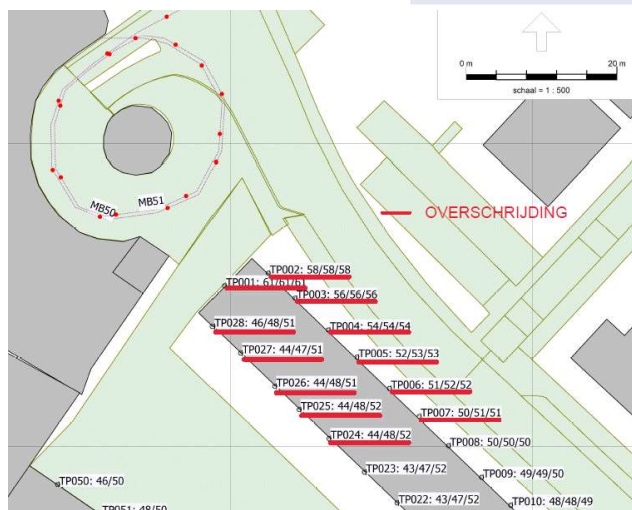 0 m
20 m
schaal = 1 : 500
MB50
MB51
OVERSCHRIJDING
TP002: 58/58/58
TP001: 61/61/61
TP003: 56/56/56
TP028: 46/48/51
TP004: 54/54/54
TP027: 44/47/51
TP005: 52/53/53
TP026: 44/48/51
TP006: 51/52/52
TP025: 44/48/52
TP007: 50/51/51
TP024: 44/48/52
TP008: 50/50/50
TP023: 43/47/52
TP009: 49/49/50
TP050: 46/50
TP022: 43/47/52
TP010: 48/48/49
TP051: 48/50